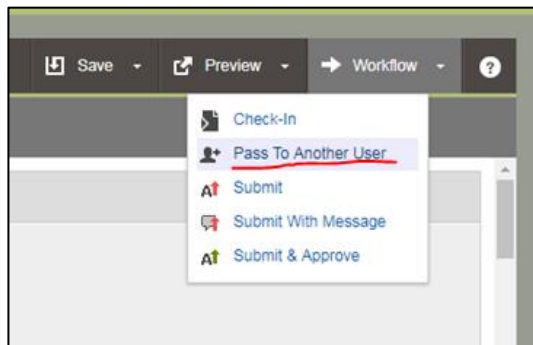 Save Preview Workflow ?
Check-In
Pass To Another User
Submit
Submit With Message
Submit & Approve